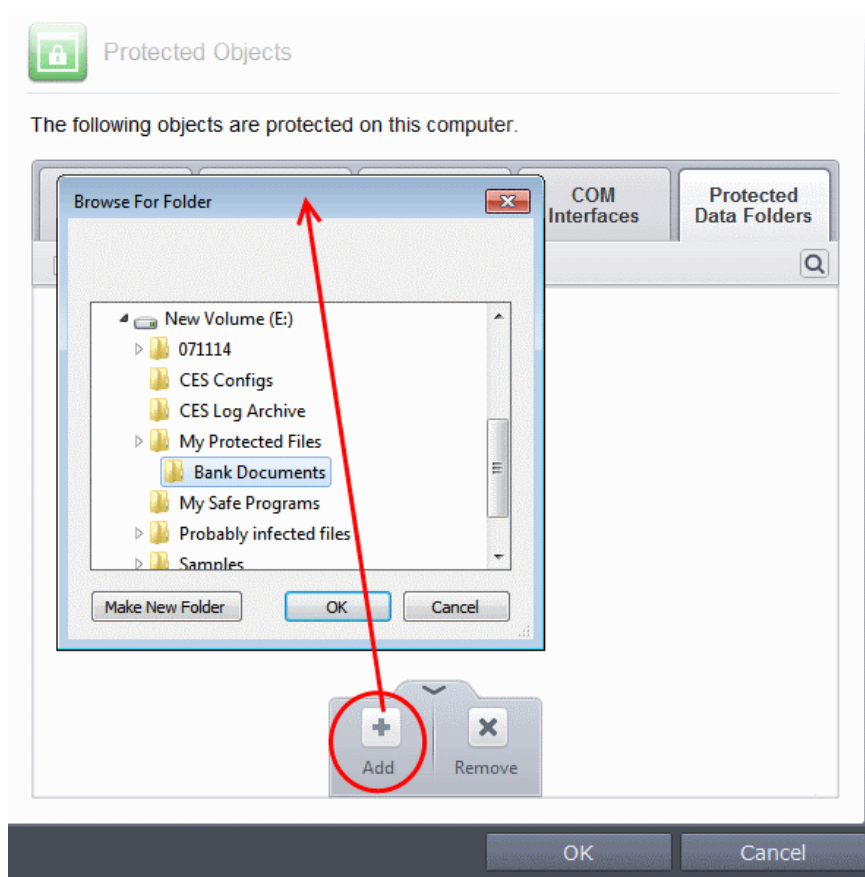 Protected Objects
The following objects are protected on this computer.
Browse For Folder
COM
Interfaces
Protected
Data Folders
New Volume (E:)
071114
CES Configs
CES Log Archive
My Protected Files
Bank Documents
My Safe Programs
Probably infected files
Samples
Make New Folder
OK
Cancel
Add
Remove
OK
Cancel